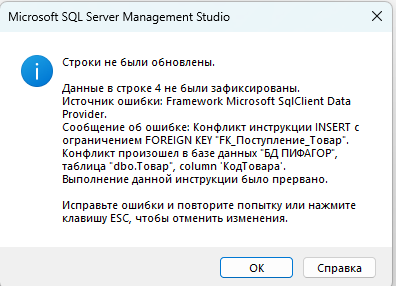 Microsoft SQL Server Management Studio
Строки не были обновлены.
Данные в строке 4 не были зафиксированы.
Источник ошибки: Framework Microsoft SqlClient Data
Provider.
Сообщение об ошибке: Конфликт инструкции INSERT с
ограничением FOREIGN KEY "FK_Поступление_Товар".
Конфликт произошел в базе данных "БД ПИФАГОР",
таблица "dbo.Товар", column 'КодТовара'.
Выполнение данной инструкции было прервано.
Исправьте ошибки и повторите попытку или нажмите
клавишу ESC, чтобы отменить изменения.
ОК
Справка